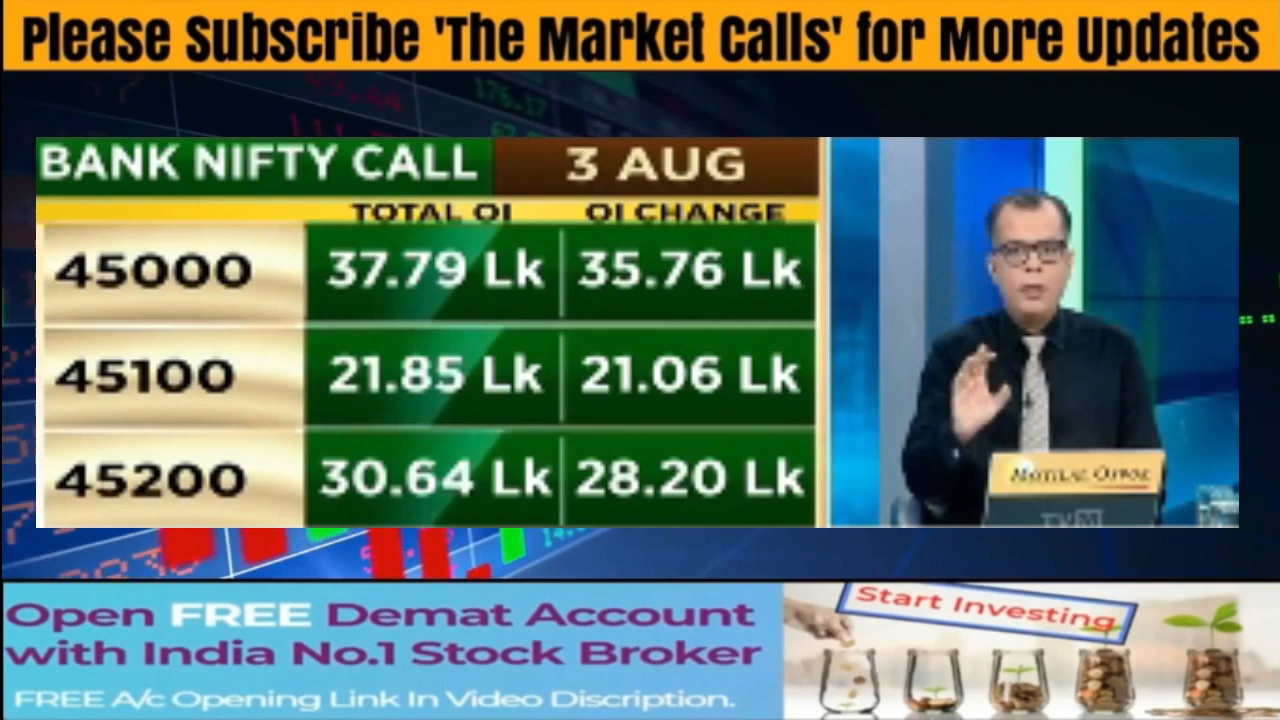 Please Subscribe 'The Market Calls' for More Updates
176.17
BANK NIFTY CALL 3 AUG
TOTAL OI OI CHANGE
45000 37.79 Lk 35.76 Lk
45100 21.85 Lk 21.06 Lk
45200 30.64 Lk 28.20 Lk
MOTILAL OSWAL
Open FREE Demat Account
with India No.1 Stock Broker
FREE A/c Opening Link In Video Discription.
Start Investing